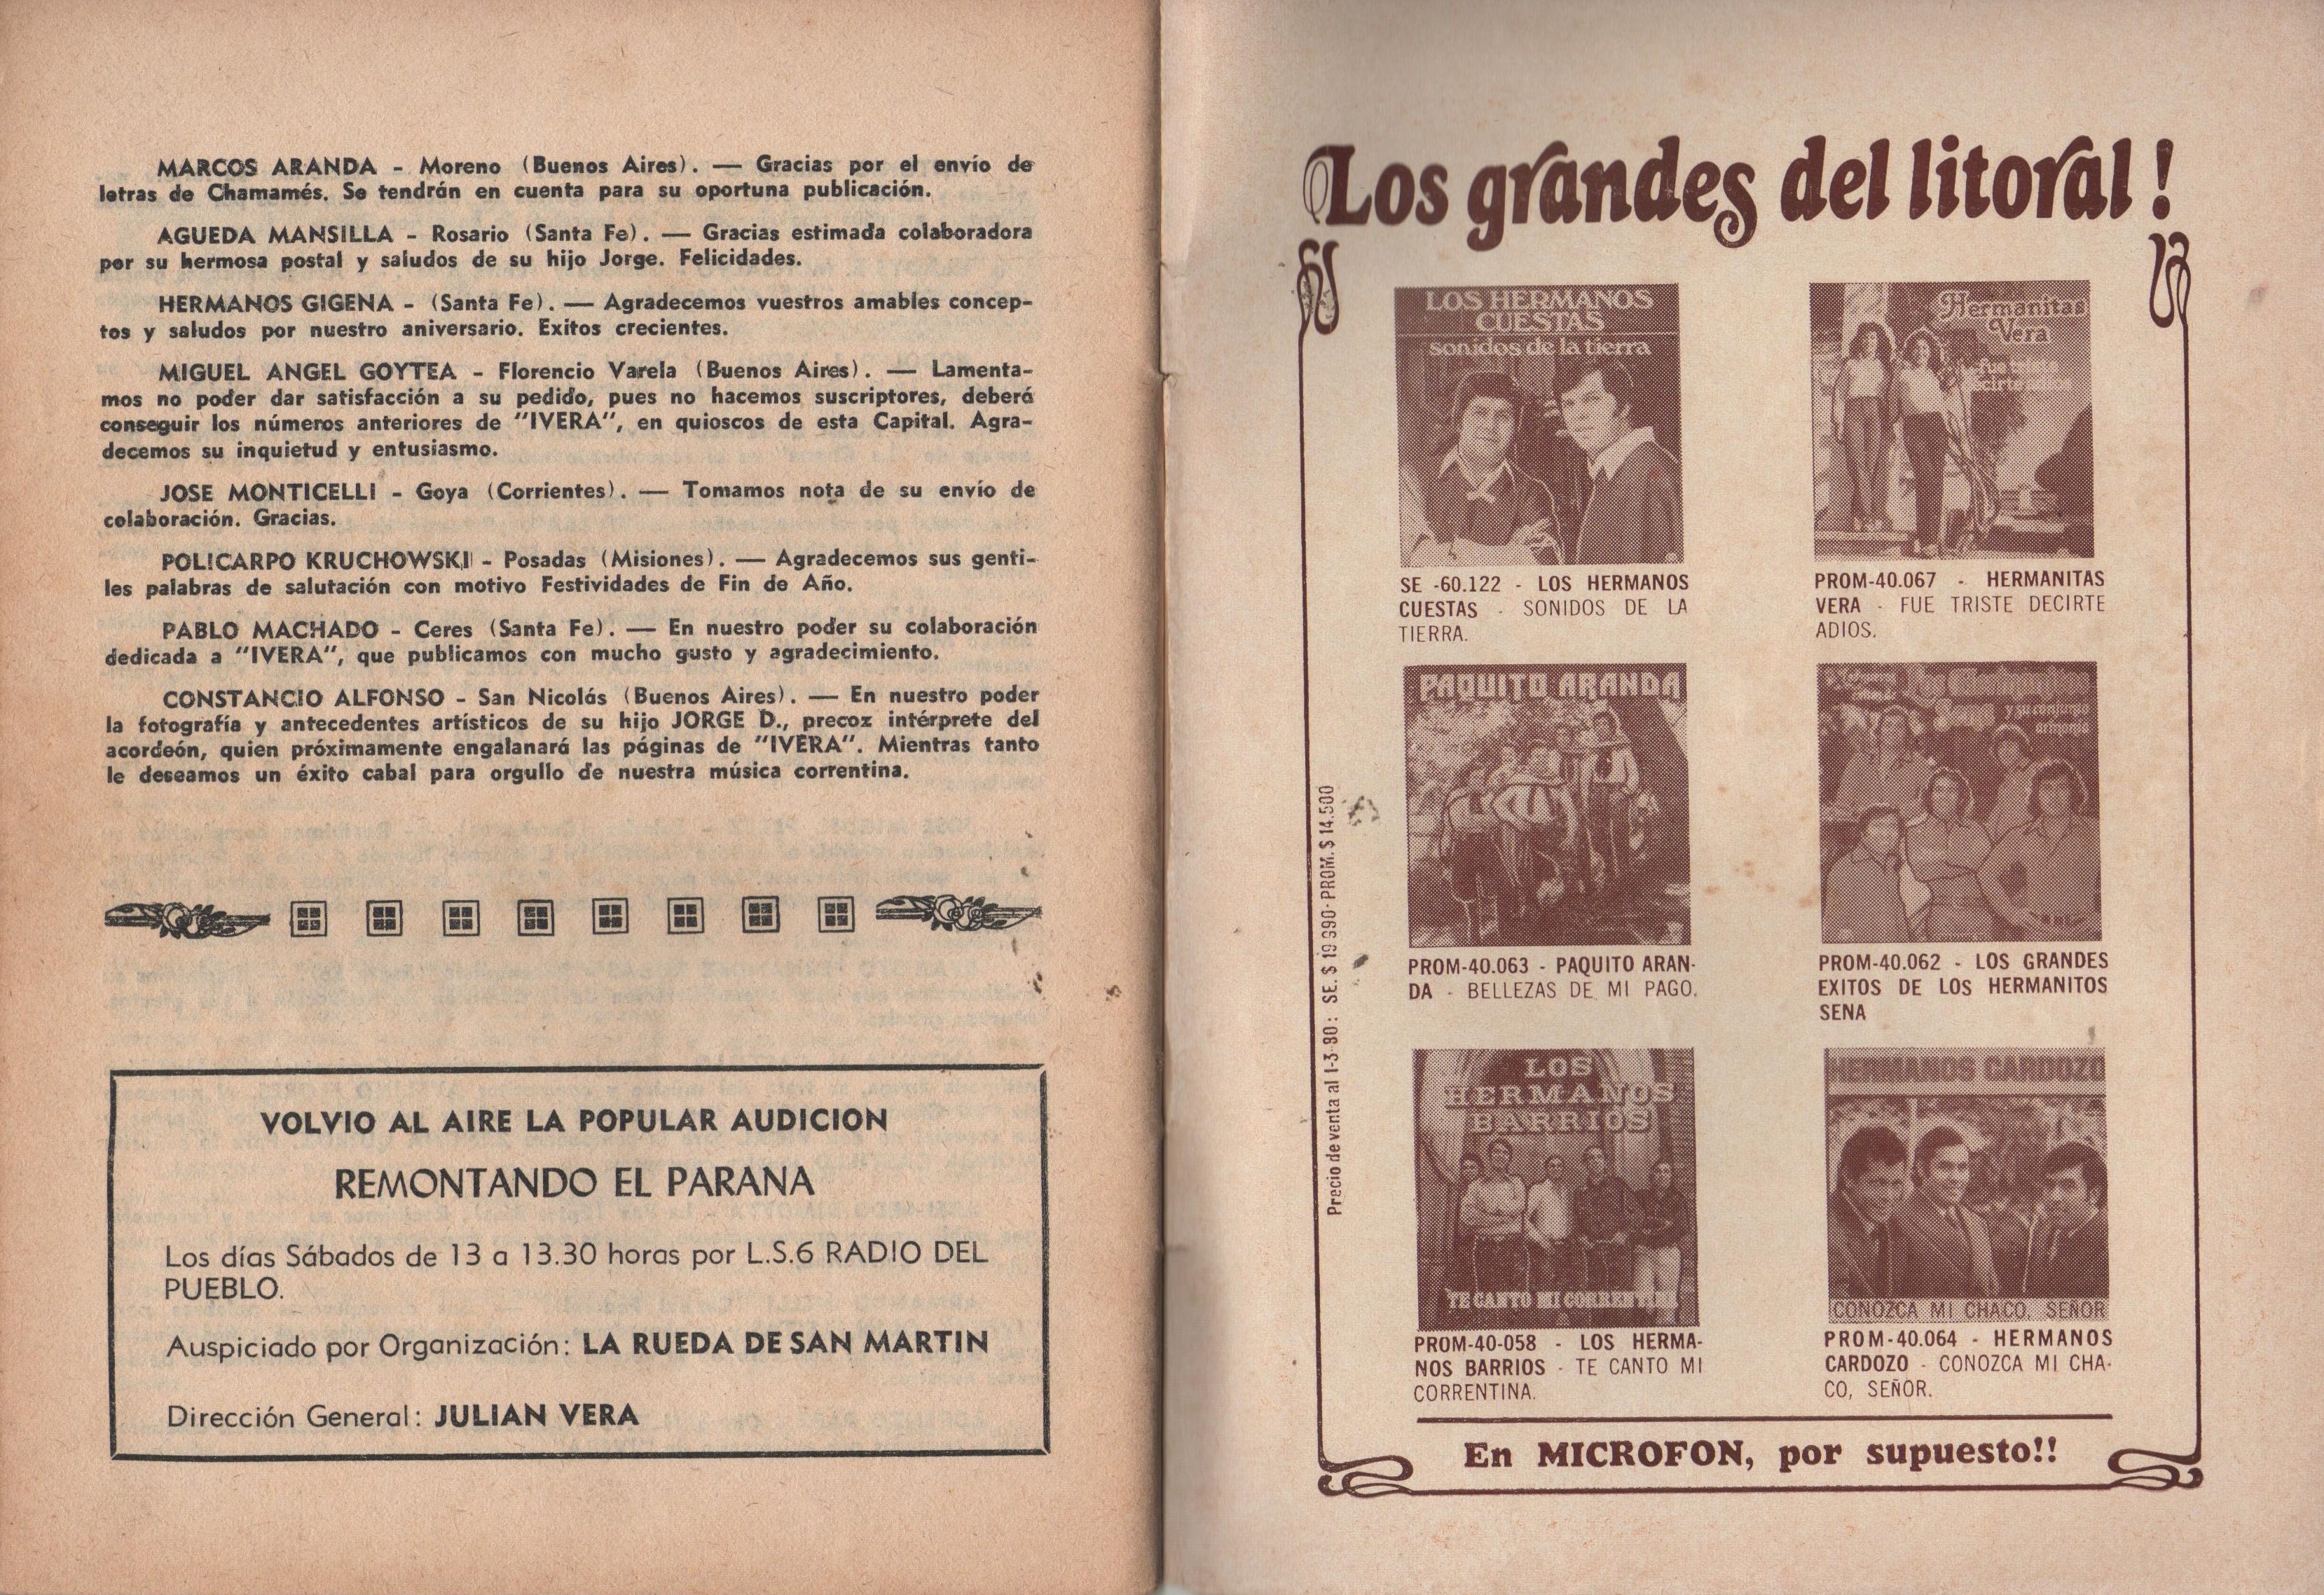 MARCOS ARANDA - Moreno (Buenos Aires). — Gracias por el envío de
letras de Chamamés. Se tendrán en cuenta para su oportuna publicación.
AGUEDA MANSILLA - Rosario (Santa Fe). — Gracias estimada colaboradora
por su hermosa postal y saludos de su hijo Jorge. Felicidades.
HERMANOS GIGENA - (Santa Fe). — Agradecemos vuestros amables concep-
tos y saludos por nuestro aniversario. Exitos crecientes.
MIGUEL ANGEL GOYTEA - Florencio Varela (Buenos Aires). — Lamenta-
mos no poder dar satisfacción a su pedido, pues no hacemos suscriptores, deberá
conseguir los números anteriores de "IVERA", en quioscos de esta Capital. Agra-
decemos su inquietud y entusiasmo.
JOSE MONTICELLI - Goya (Corrientes). — Tomamos nota de su envío de
colaboración. Gracias.
POLICARPO KRUCHOWSKI - Posadas (Misiones). — Agradecemos sus genti-
les palabras de salutación con motivo Festividades de Fin de Año.
PABLO MACHADO - Ceres (Santa Fe). — En nuestro poder su colaboración
dedicada a "IVERA", que publicamos con mucho gusto y agradecimiento.
CONSTANCIO ALFONSO - San Nicolás (Buenos Aires). — En nuestro poder
la fotografía y antecedentes artísticos de su hijo JORGE D., precoz intérprete del
acordeón, quien próximamente engalanará las páginas de "IVERA". Mientras tanto
le deseamos un éxito cabal para orgullo de nuestra música correntina.
VOLVIO AL AIRE LA POPULAR AUDICION
REMONTANDO EL PARANA
Los días Sábados de 13 a 13.30 horas por L.S.6 RADIO DEL
PUEBLO.
Auspiciado por Organización: LA RUEDA DE SAN MARTIN
Dirección General: JULIAN VERA
Los grandes del litoral!
LOS HERMANOS
CUESTAS
sonidos de la tierra
SE -60.122 - LOS HERMANOS
CUESTAS - SONIDOS DE LA
TIERRA.
Hermanitas
Vera
fue triste
decirte adios
PROM-40.067 - HERMANITAS
VERA - FUE TRISTE DECIRTE
ADIOS.
PAQUITO ARANDA
PROM-40.063 - PAQUITO ARAN-
DA - BELLEZAS DE MI PAGO.
y su conjunto
armonía
PROM-40.062 - LOS GRANDES
EXITOS DE LOS HERMANITOS
SENA
LOS
HERMANOS
BARRIOS
TE CANTO MI CORRENTINA
PROM-40-058 - LOS HERMA-
NOS BARRIOS - TE CANTO MI
CORRENTINA.
HERMANOS CARDOZO
CONOZCA MI CHACO, SEÑOR
PROM-40.064 - HERMANOS
CARDOZO - CONOZCA MI CHA-
CO, SEÑOR.
Precio de venta al 1-3-80: SE. $ 19.990-PROM. $ 14.500
En MICROFON, por supuesto!!